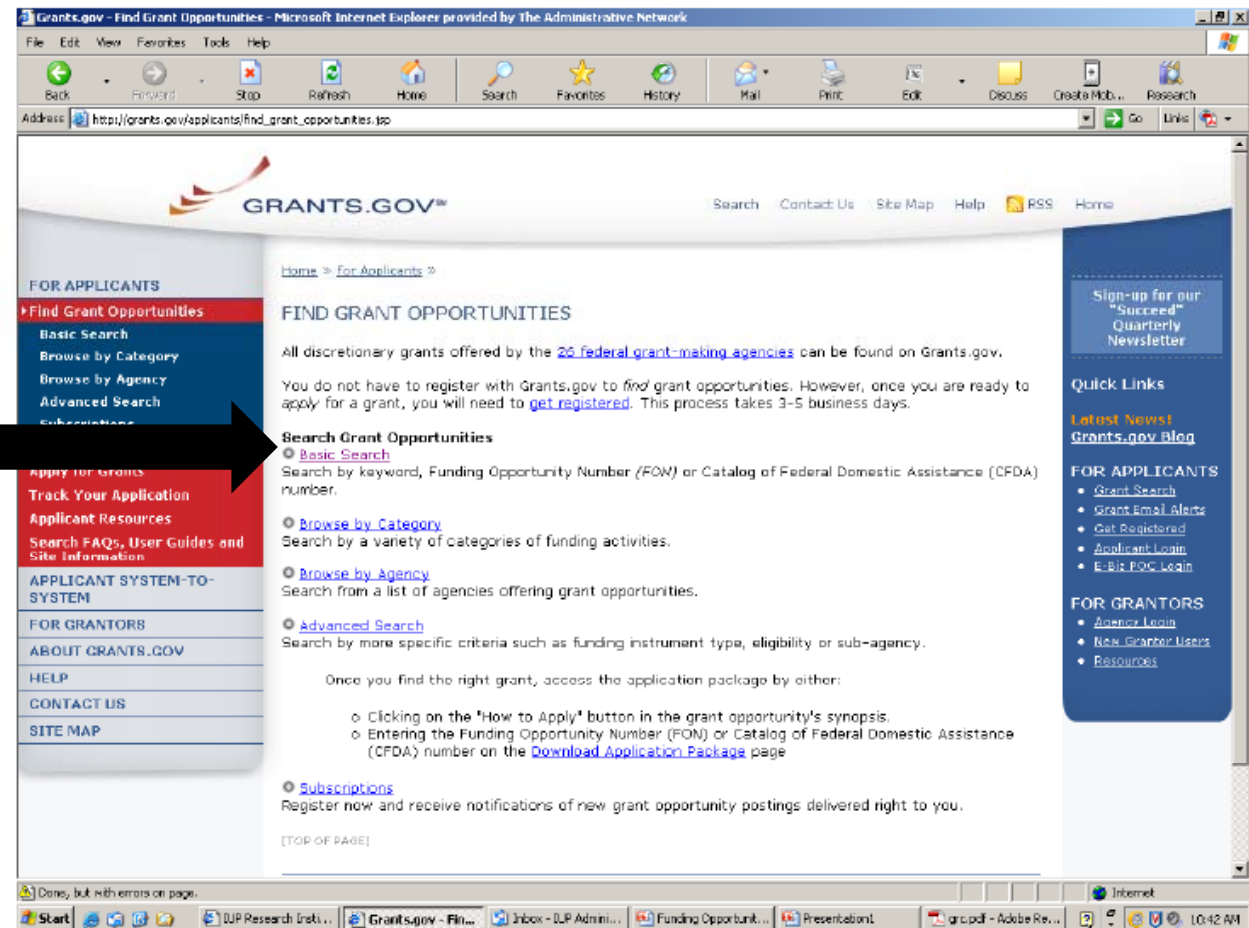 Grants.gov - Find Grant Opportunities - Microsoft Internet Explorer provided by The Administrative Network
File Edit View Favorites Tools Help
Back Forward Stop Refresh Home Search Favorites History Mail Print Edit Discuss Create Mob... Research
Address http://grants.gov/applicants/find_grant_opportunities.jsp Go Links
GRANTS.GOV℠
Search Contact Us Site Map Help RSS Home
FOR APPLICANTS
Find Grant Opportunities
Basic Search
Browse by Category
Browse by Agency
Advanced Search
Subscriptions
Apply for Grants
Track Your Application
Applicant Resources
Search FAQs, User Guides and
Site Information
APPLICANT SYSTEM-TO-
SYSTEM
FOR GRANTORS
ABOUT GRANTS.GOV
HELP
CONTACT US
SITE MAP
Home » For Applicants »
FIND GRANT OPPORTUNITIES
All discretionary grants offered by the 26 federal grant-making agencies can be found on Grants.gov.
You do not have to register with Grants.gov to find grant opportunities. However, once you are ready to
apply for a grant, you will need to get registered. This process takes 3-5 business days.
Search Grant Opportunities
Basic Search
Search by keyword, Funding Opportunity Number (FON) or Catalog of Federal Domestic Assistance (CFDA)
number.
Browse by Category
Search by a variety of categories of funding activities.
Browse by Agency
Search from a list of agencies offering grant opportunities.
Advanced Search
Search by more specific criteria such as funding instrument type, eligibility or sub-agency.
Once you find the right grant, access the application package by either:
o Clicking on the "How to Apply" button in the grant opportunity's synopsis.
o Entering the Funding Opportunity Number (FON) or Catalog of Federal Domestic Assistance
(CFDA) number on the Download Application Package page
Subscriptions
Register now and receive notifications of new grant opportunity postings delivered right to you.
[TOP OF PAGE]
Sign-up for our
"Succeed"
Quarterly
Newsletter
Quick Links
Latest News!
Grants.gov Blog
FOR APPLICANTS
Grant Search
Grant Email Alerts
Get Registered
Applicant Login
E-Biz POC Login
FOR GRANTORS
Agency Login
New Grantor Users
Resources
Done, but with errors on page. Internet
Start IUP Research Insti... Grants.gov - Fin... Inbox - IUP Admini... Funding Opportunit... Presentation1 grc.pdf - Adobe Re... 10:42 AM